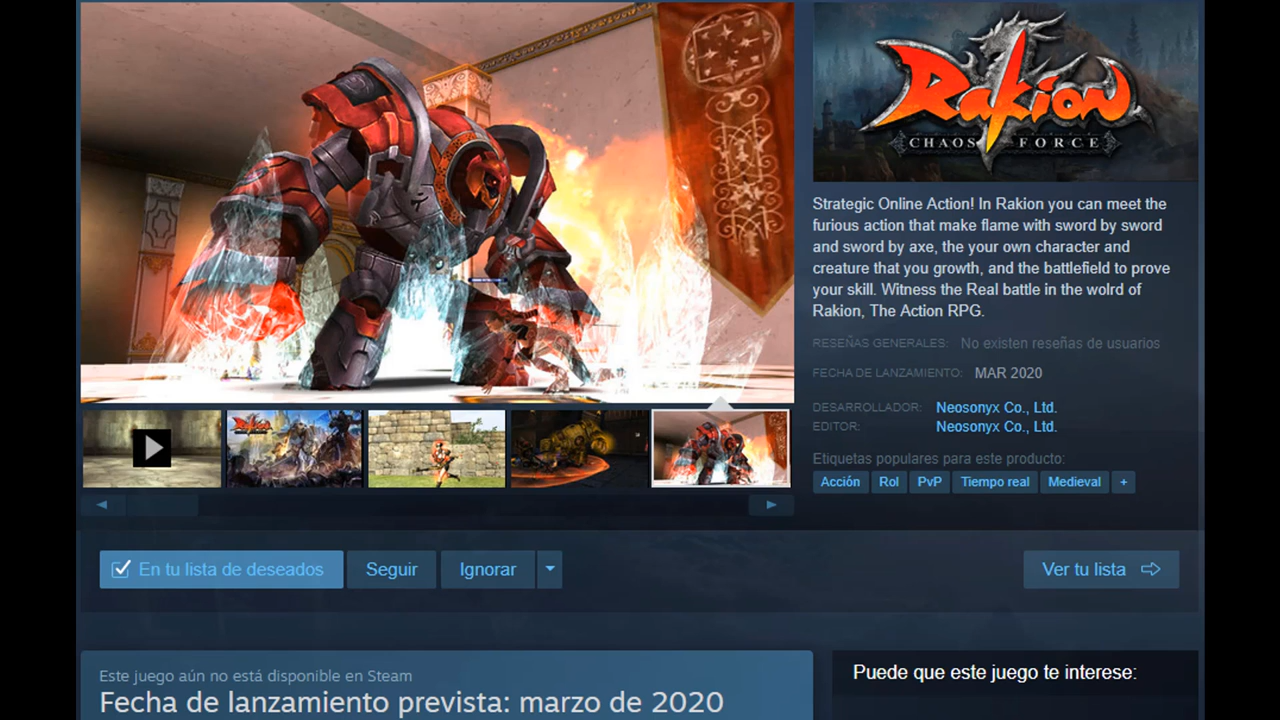 Rakion
CHAOS FORCE
Strategic Online Action! In Rakion you can meet the
furious action that make flame with sword by sword
and sword by axe, the your own character and
creature that you growth, and the battlefield to prove
your skill. Witness the Real battle in the wolrd of
Rakion, The Action RPG.
RESEÑAS GENERALES: No existen reseñas de usuarios
FECHA DE LANZAMIENTO: MAR 2020
DESARROLLADOR: Neosonyx Co., Ltd.
EDITOR: Neosonyx Co., Ltd.
Etiquetas populares para este producto:
Acción Rol PvP Tiempo real Medieval +
Rakion
En tu lista de deseados Seguir Ignorar Ver tu lista
Este juego aún no está disponible en Steam
Fecha de lanzamiento prevista: marzo de 2020
Puede que este juego te interese: